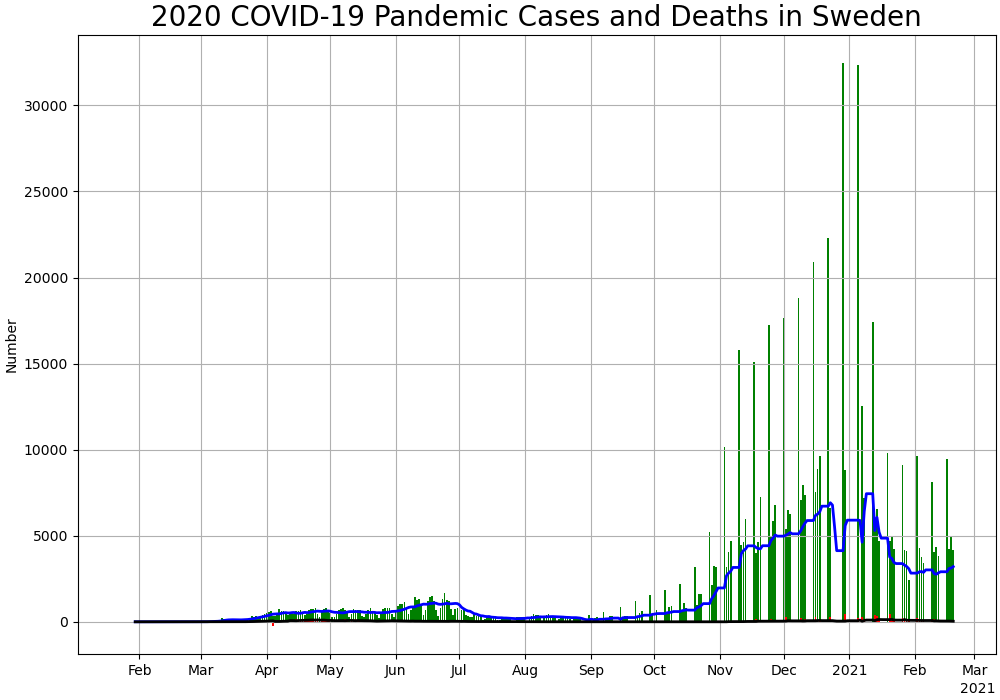 2020 COVID-19 Pandemic Cases and Deaths in Sweden
Number
30000
25000
20000
15000
10000
5000
0
Feb Mar Apr May Jun Jul Aug Sep Oct Nov Dec 2021 Feb Mar
2021